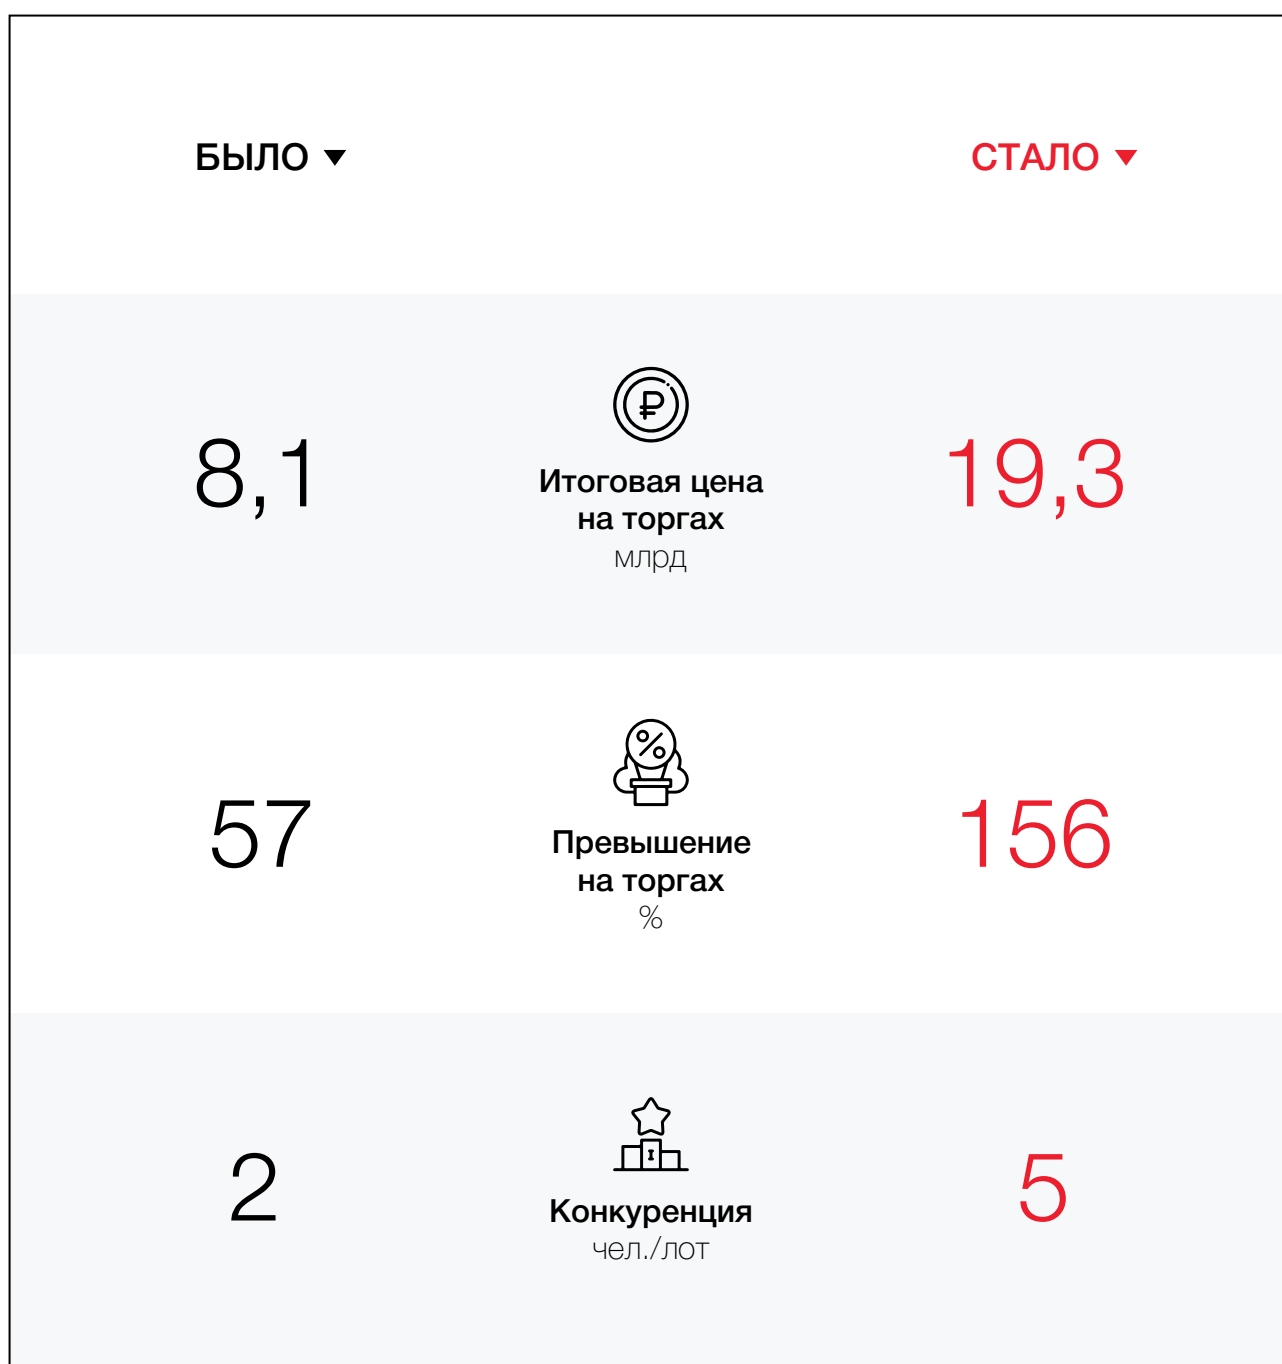 БЫЛО ▼
СТАЛО ▼
8,1
Итоговая цена
на торгах
млрд
19,3
57
Превышение
на торгах
%
156
2
Конкуренция
чел./лот
5